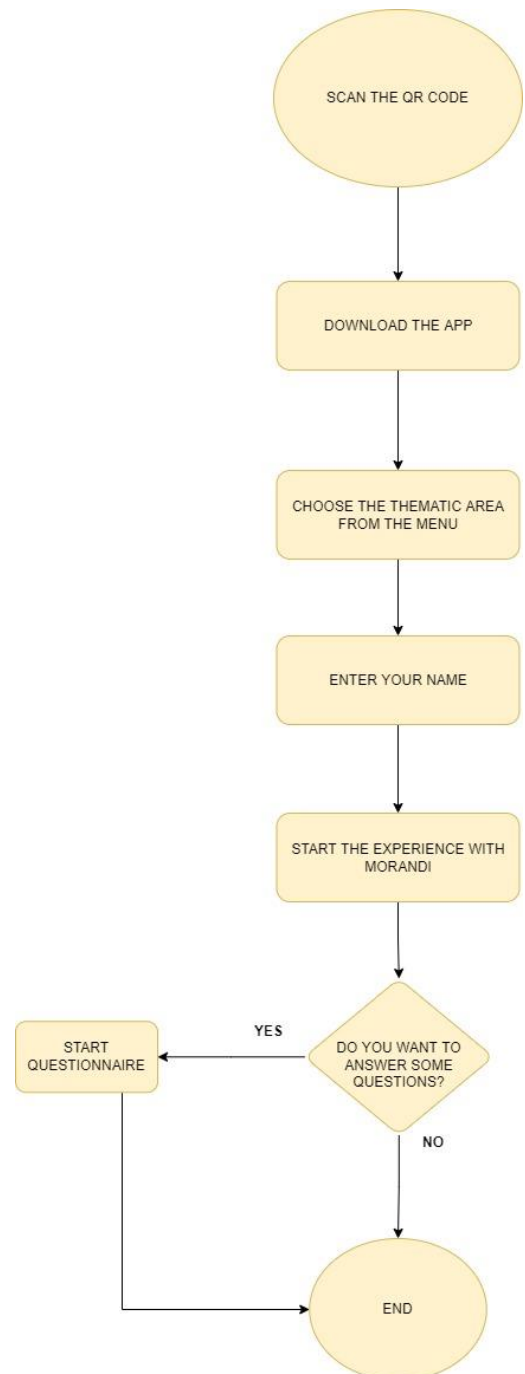 SCAN THE QR CODE
DOWNLOAD THE APP
CHOOSE THE THEMATIC AREA
FROM THE MENU
ENTER YOUR NAME
START THE EXPERIENCE WITH
MORANDI
DO YOU WANT TO
ANSWER SOME
QUESTIONS?
YES
START
QUESTIONNAIRE
NO
END